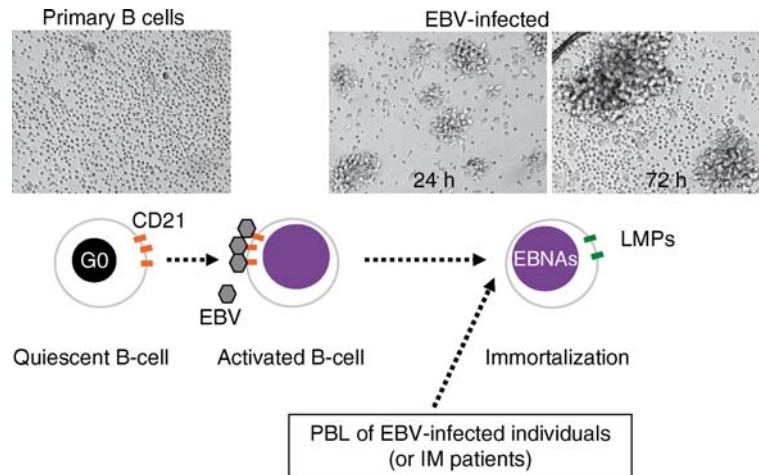 Primary B cells
EBV-infected
24 h
72 h
CD21
G0
EBV
EBNAs
LMPs
Quiescent B-cell
Activated B-cell
Immortalization
PBL of EBV-infected individuals
(or IM patients)